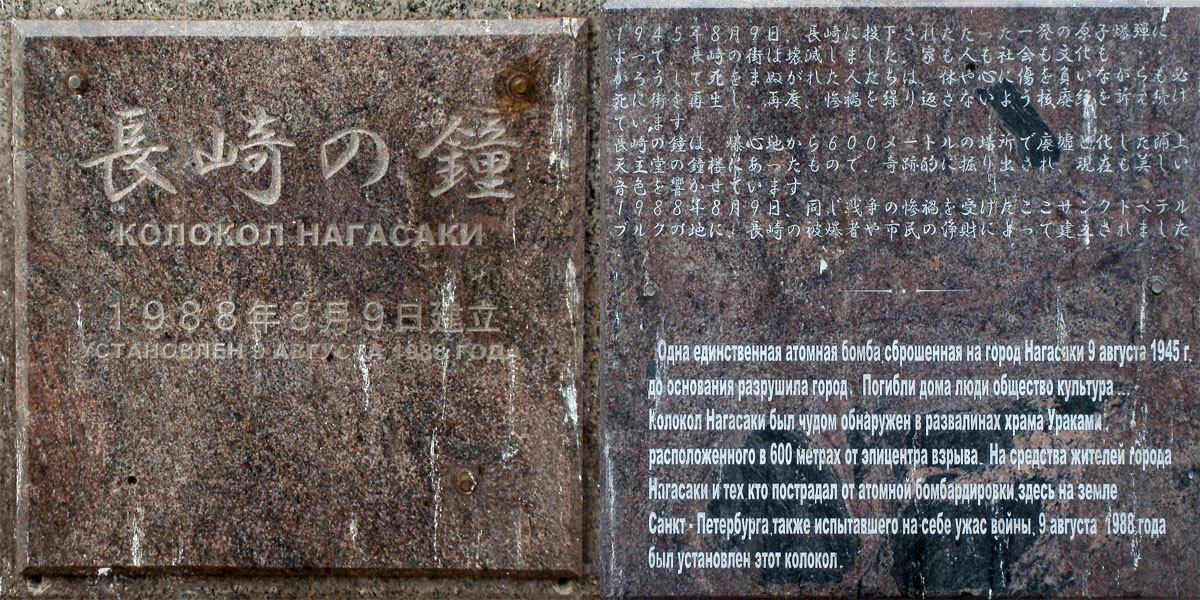 長崎の鐘
КОЛОКОЛ НАГАСАКИ
1988年8月9日建立
УСТАНОВЛЕН 9 АВГУСТА 1988 ГОДА
1945年8月9日、長崎に投下されたたった一発の原子爆弾に
よって、長崎の街は壊滅しました。家も人も社会も文化も…
かろうじて死をまぬがれた人たちは、体や心に傷を負いながらも必
死に街を再生し、再度、惨禍を繰り返さないよう核廃絶を訴え続け
ています。
長崎の鐘は、爆心地から600メートルの場所で廃墟と化した浦上
天主堂の鐘楼にあったもので、奇跡的に掘り出され、現在も美しい
音色を響かせています。
1988年8月9日、同じ戦争の惨禍を受けたここサンクトペテル
ブルクの地に、長崎の被爆者や市民の浄財によって建立されました
Одна единственная атомная бомба,сброшенная на город Нагасаки 9 августа 1945 г.
до основания разрушила город. Погибли дома люди общество культура ...
Колокол Нагасаки был чудом обнаружен в развалинах храма Ураками,
расположенного в 600 метрах от эпицентра взрыва. На средства жителей города
Нагасаки и тех кто пострадал от атомной бомбардировки,здесь на земле
Санкт - Петербурга,также испытавшего на себе ужас войны, 9 августа 1988,года
был установлен этот колокол.